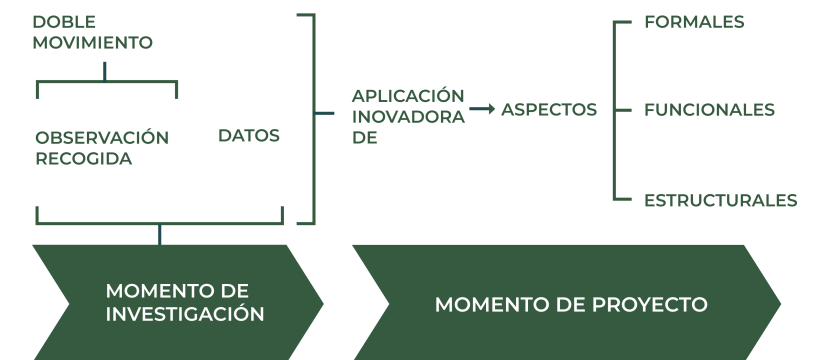 DOBLE
MOVIMIENTO
OBSERVACIÓN
RECOGIDA
DATOS
APLICACIÓN
INOVADORA
DE
ASPECTOS
FORMALES
FUNCIONALES
ESTRUCTURALES
MOMENTO DE
INVESTIGACIÓN
MOMENTO DE PROYECTO